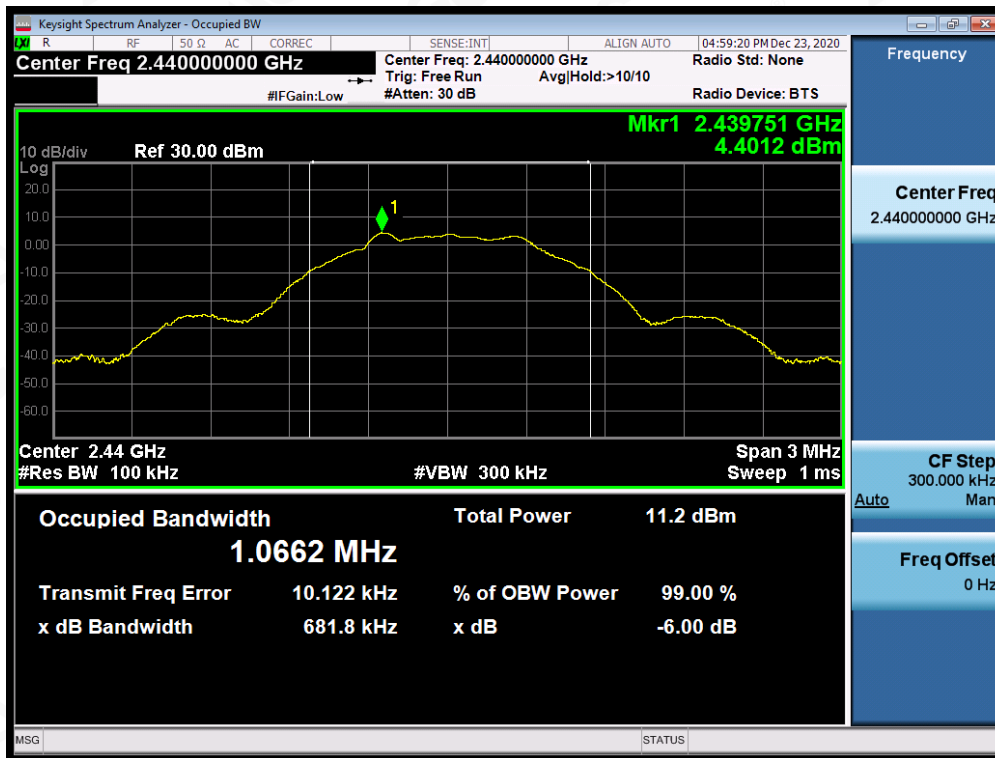 Keysight Spectrum Analyzer - Occupied BW
LXI R RF 50 Ω AC CORREC SENSE:INT ALIGN AUTO 04:59:20 PM Dec 23, 2020
Center Freq 2.440000000 GHz
Center Freq: 2.440000000 GHz Radio Std: None
Trig: Free Run Avg|Hold:>10/10
#IFGain:Low #Atten: 30 dB Radio Device: BTS
Mkr1 2.439751 GHz
4.4012 dBm
10 dB/div Ref 30.00 dBm
Log
20.0
10.0
0.00
-10.0
-20.0
-30.0
-40.0
-50.0
-60.0
1
Center 2.44 GHz Span 3 MHz
#Res BW 100 kHz #VBW 300 kHz Sweep 1 ms
Occupied Bandwidth Total Power 11.2 dBm
1.0662 MHz
Transmit Freq Error 10.122 kHz % of OBW Power 99.00 %
x dB Bandwidth 681.8 kHz x dB -6.00 dB
MSG STATUS
Frequency
Center Freq
2.440000000 GHz
CF Step
300.000 kHz
Auto Man
Freq Offset
0 Hz